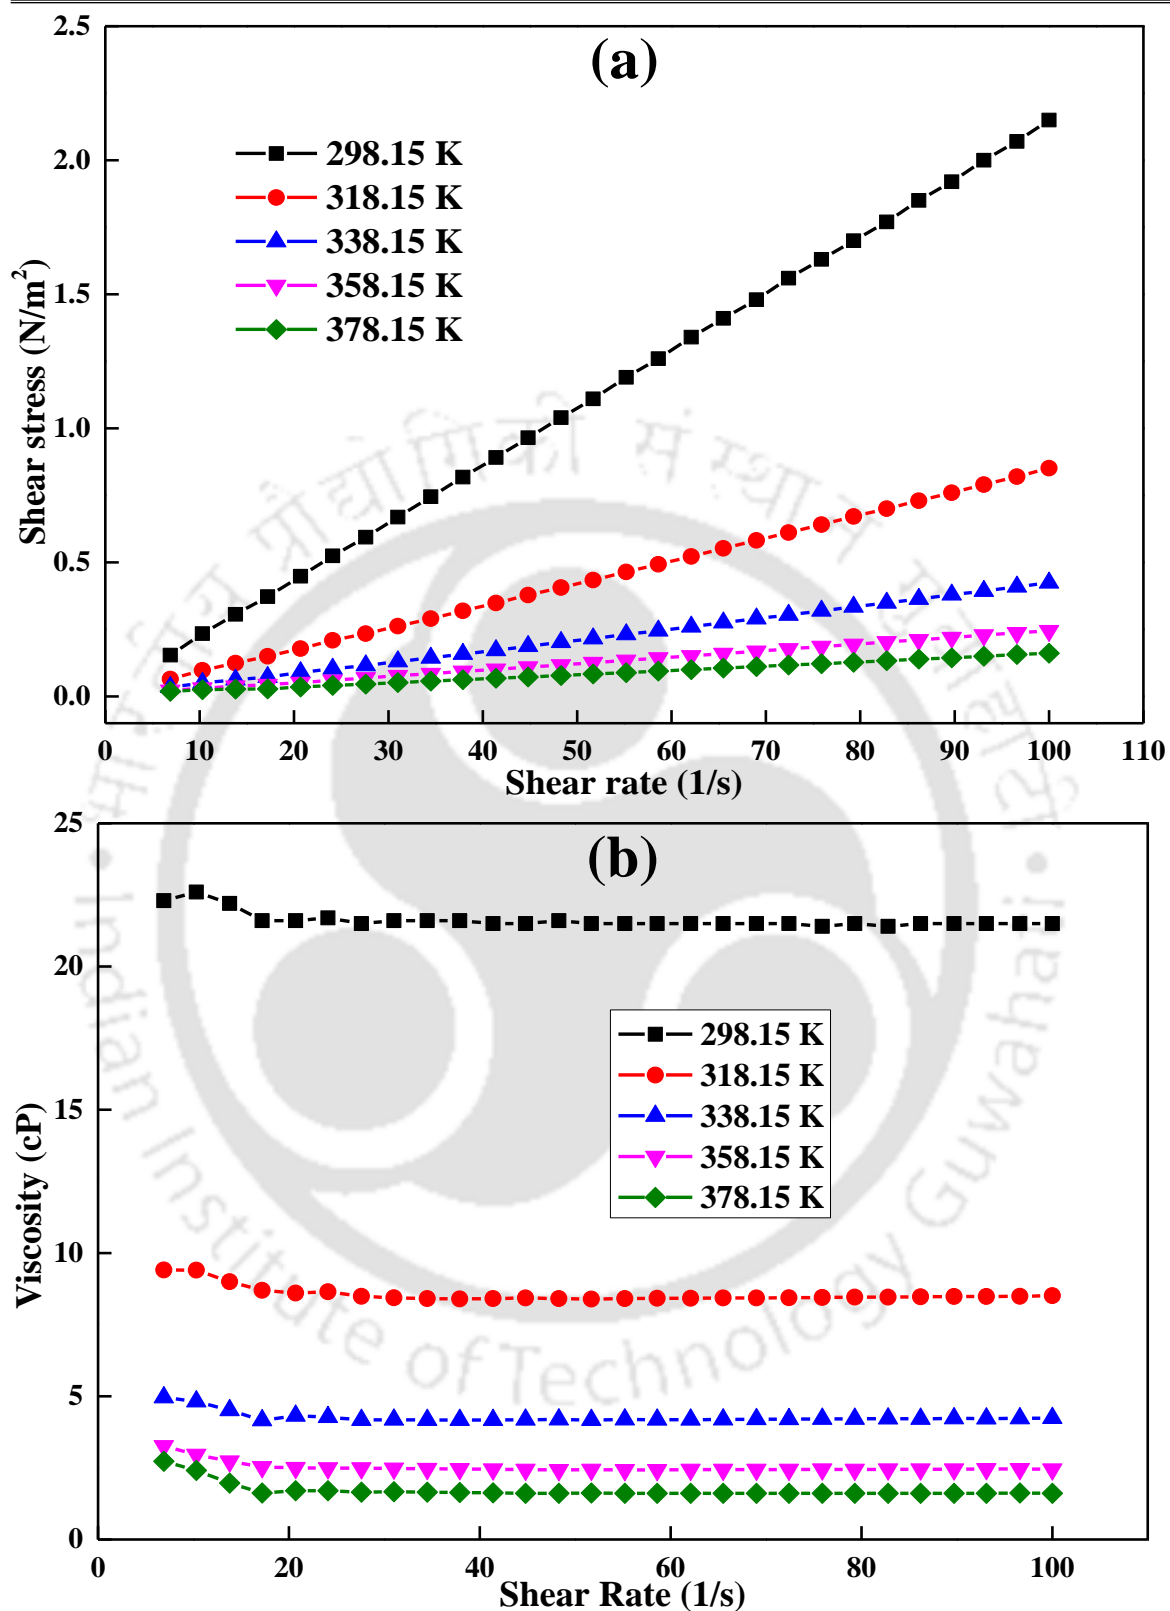 2.5
(a)
298.15 K
318.15 K
338.15 K
358.15 K
378.15 K
2.0
1.5
1.0
0.5
0.0
Shear stress (N/m²)
0 10 20 30 40 50 60 70 80 90 100 110
Shear rate (1/s)
25
(b)
20
15
10
5
0
298.15 K
318.15 K
338.15 K
358.15 K
378.15 K
Viscosity (cP)
0 20 40 60 80 100
Shear Rate (1/s)
Indian Institute of Technology Guwahati